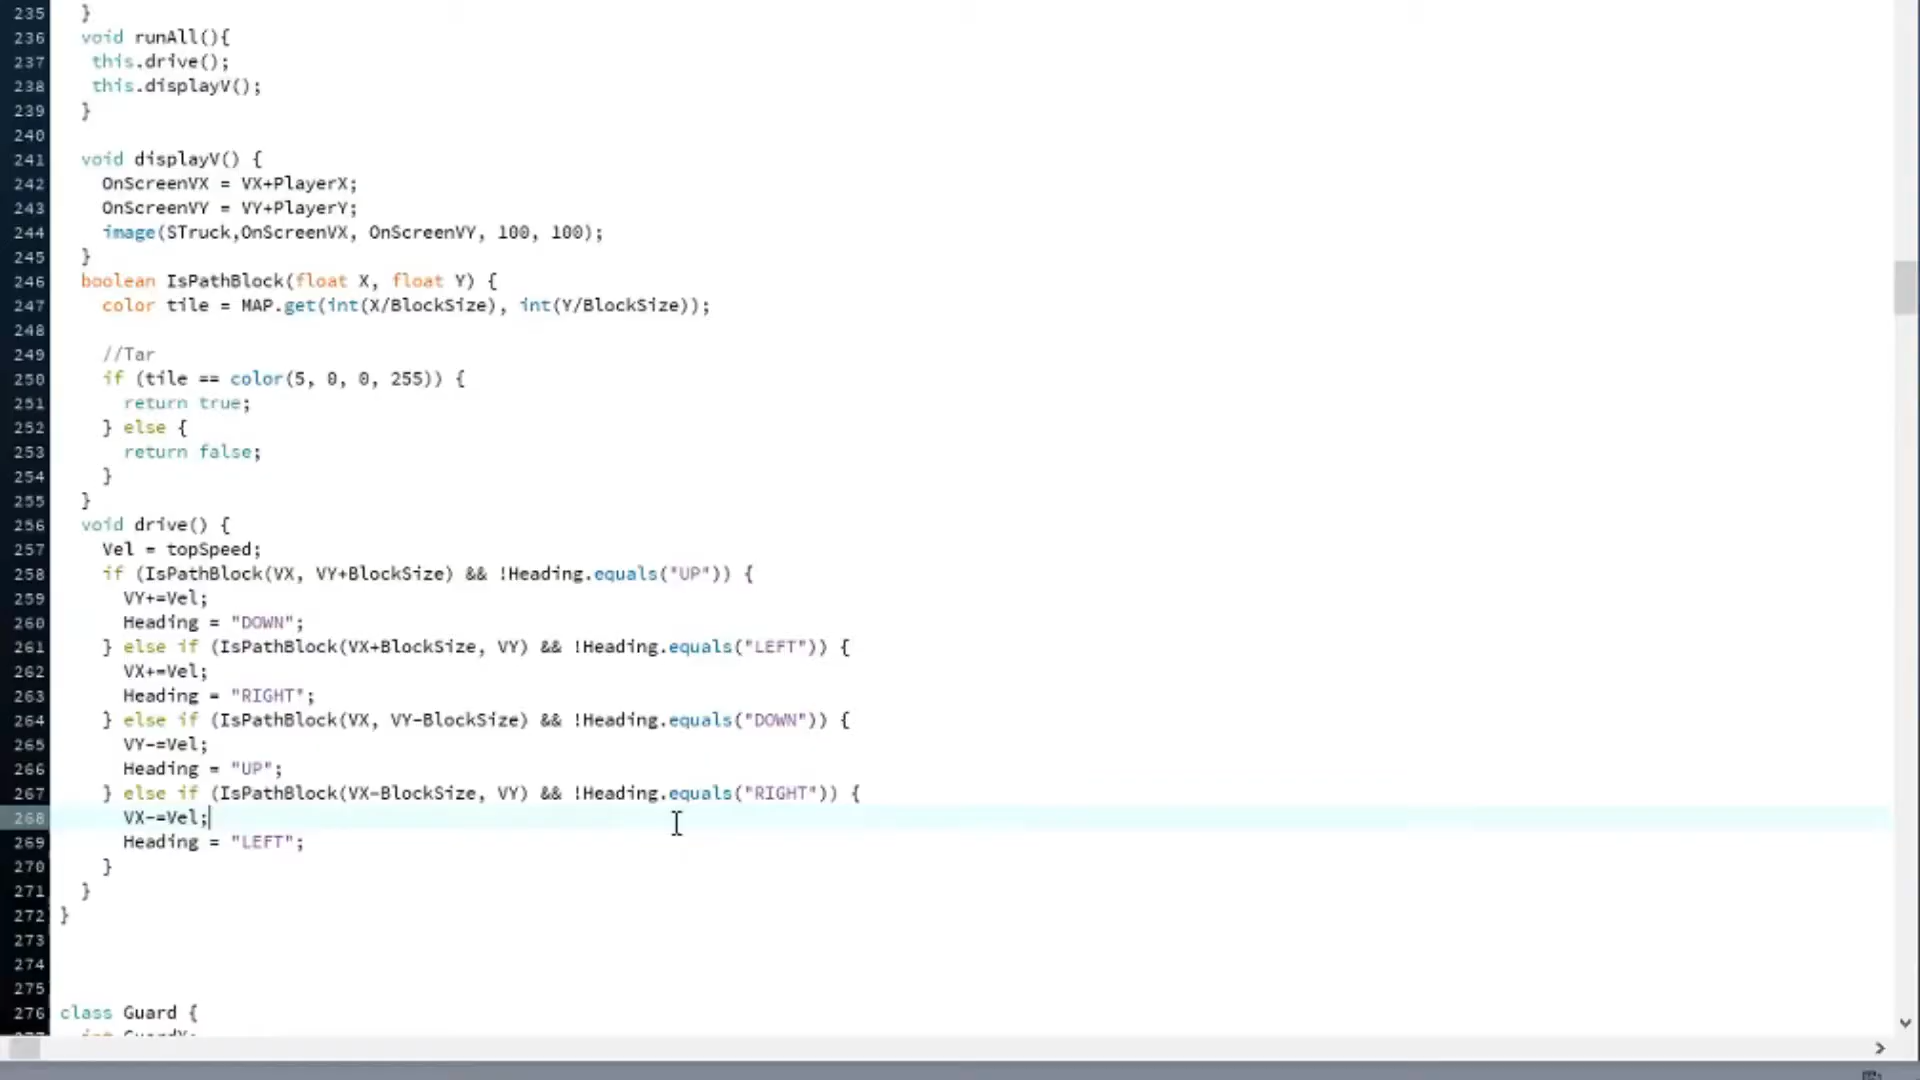 235 }
236 void runAll(){
237 this.drive();
238 this.displayV();
239 }
240
241 void displayV() {
242 OnScreenVX = VX+PlayerX;
243 OnScreenVY = VY+PlayerY;
244 image(STruck,OnScreenVX, OnScreenVY, 100, 100);
245 }
246 boolean IsPathBlock(float X, float Y) {
247 color tile = MAP.get(int(X/BlockSize), int(Y/BlockSize));
248
249 //Tar
250 if (tile == color(5, 0, 0, 255)) {
251 return true;
252 } else {
253 return false;
254 }
255 }
256 void drive() {
257 Vel = topSpeed;
258 if (IsPathBlock(VX, VY+BlockSize) && !Heading.equals("UP")) {
259 VY+=Vel;
260 Heading = "DOWN";
261 } else if (IsPathBlock(VX+BlockSize, VY) && !Heading.equals("LEFT")) {
262 VX+=Vel;
263 Heading = "RIGHT";
264 } else if (IsPathBlock(VX, VY-BlockSize) && !Heading.equals("DOWN")) {
265 VY-=Vel;
266 Heading = "UP";
267 } else if (IsPathBlock(VX-BlockSize, VY) && !Heading.equals("RIGHT")) {
268 VX-=Vel;
269 Heading = "LEFT";
270 }
271 }
272 }
273
274
275
276 class Guard {